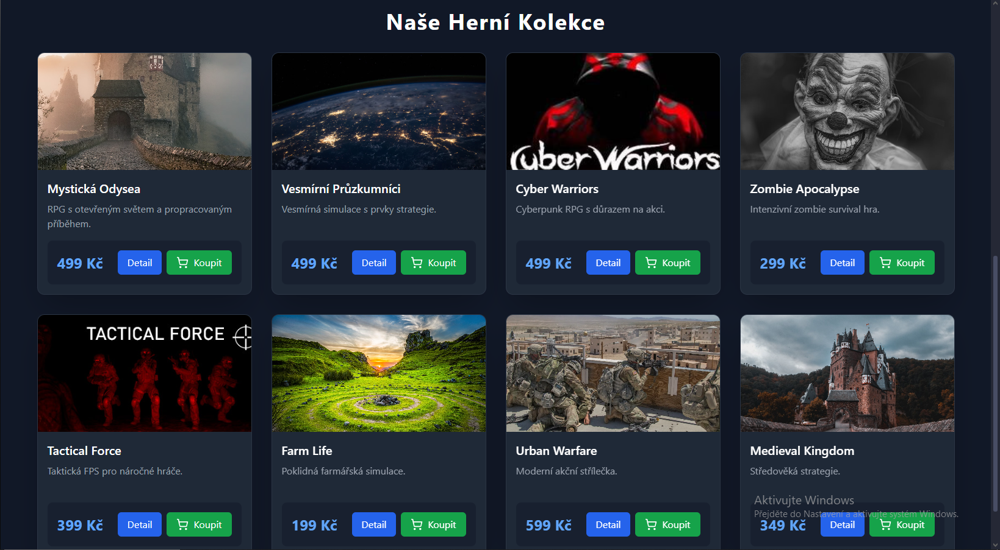 Naše Herní Kolekce
Cyber Warriors
Mystická Odysea
RPG s otevřeným světem a propracovaným
příběhem.
499 Kč Detail Koupit
Vesmírní Průzkumníci
Vesmírná simulace s prvky strategie.
499 Kč Detail Koupit
Cyber Warriors
Cyberpunk RPG s důrazem na akci.
499 Kč Detail Koupit
Zombie Apocalypse
Intenzivní zombie survival hra.
299 Kč Detail Koupit
TACTICAL FORCE
Tactical Force
Taktická FPS pro náročné hráče.
399 Kč Detail Koupit
Farm Life
Poklidná farmářská simulace.
199 Kč Detail Koupit
Urban Warfare
Moderní akční střílečka.
599 Kč Detail Koupit
Medieval Kingdom
Středověká strategie.
349 Kč Detail Koupit
Aktivujte Windows
Přejděte do Nastavení a aktivujte systém Windows.